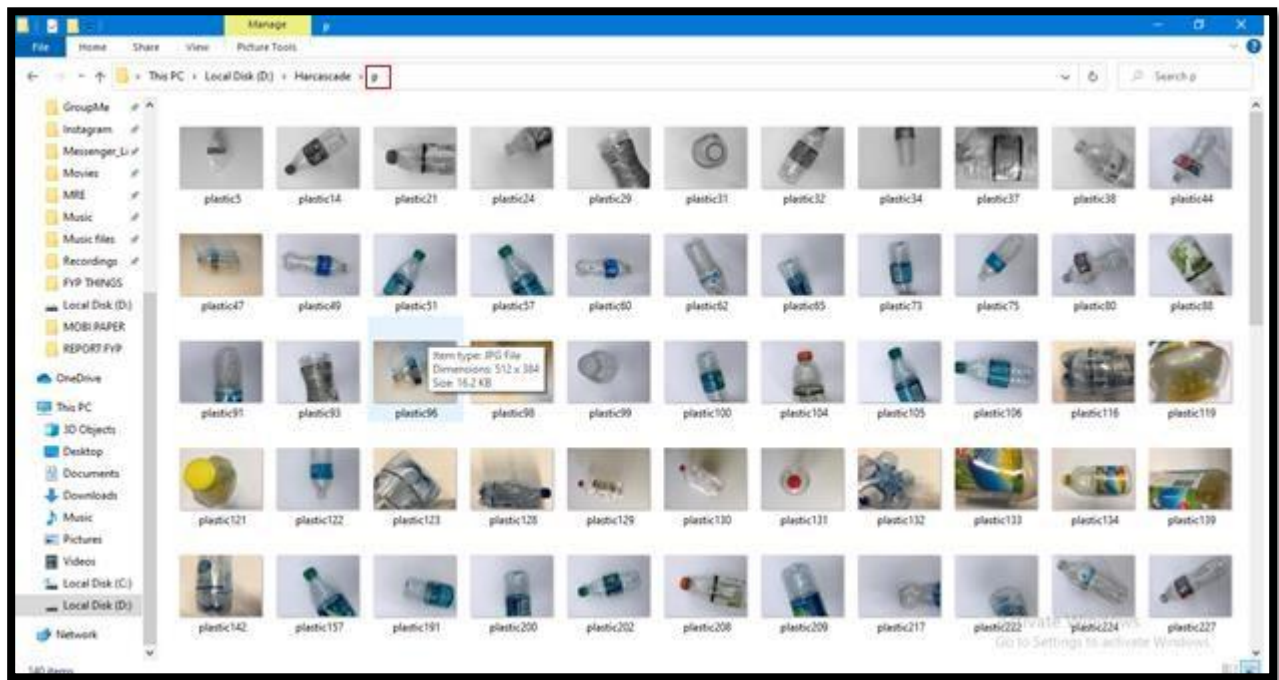 Manage p
File Home Share View Picture Tools
This PC Local Disk (D:) Harcascade p Search p
GroupMe
Instagram
Messenger_Li
Movies
MRE
Music
Music files
Recordings
FYP THINGS
Local Disk (D:)
MOBI PAPER
REPORT FYP
OneDrive
This PC
3D Objects
Desktop
Documents
Downloads
Music
Pictures
Videos
Local Disk (C:)
Local Disk (D:)
Network
140 items
plastic5 plastic14 plastic21 plastic24 plastic29 plastic31 plastic32 plastic34 plastic37 plastic38 plastic44
plastic47 plastic49 plastic51 plastic57 plastic60 plastic62 plastic65 plastic73 plastic75 plastic80 plastic88
Item type: JPG File
Dimensions: 512 x 384
Size: 16.2 KB
plastic91 plastic93 plastic96 plastic98 plastic99 plastic100 plastic104 plastic105 plastic106 plastic116 plastic119
plastic121 plastic122 plastic123 plastic128 plastic129 plastic130 plastic131 plastic132 plastic133 plastic134 plastic139
plastic142 plastic157 plastic191 plastic200 plastic202 plastic208 plastic209 plastic217 plastic222 plastic224 plastic227
Activate Windows
Go to Settings to activate Windows.